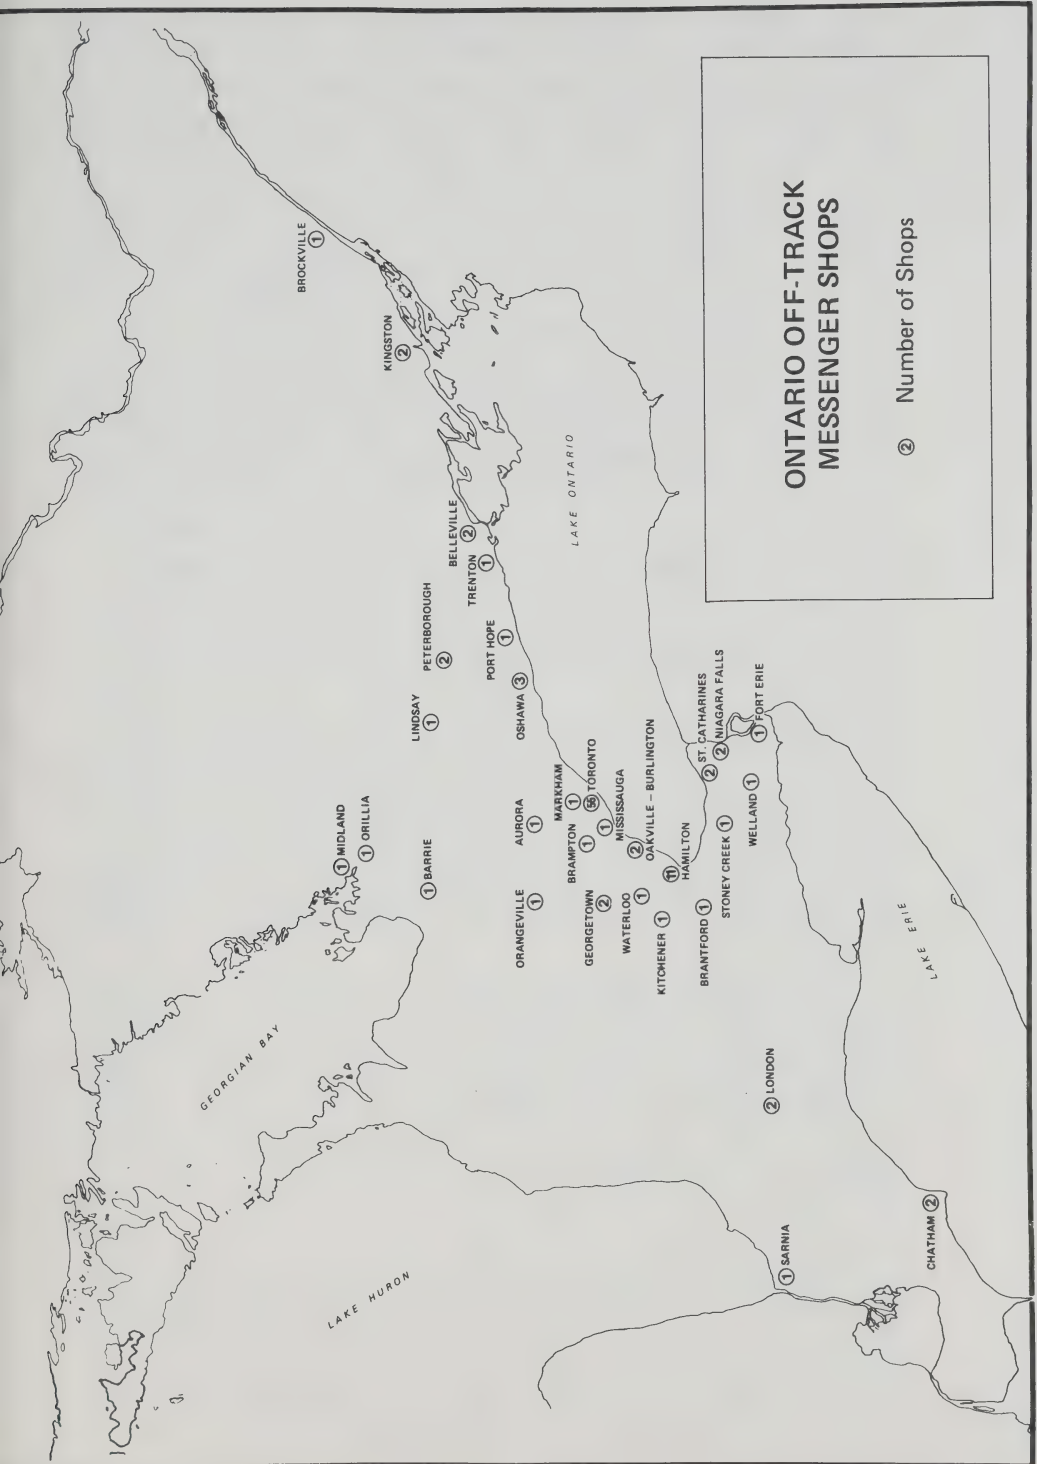 GEORGIAN BAY
BROCKVILLE
1
1 MIDLAND
1 ORILLIA
LAKE HURON
KINGSTON
2
LINDSAY
1
PETERBOROUGH
2
1 BARRIE
BELLEVILLE
2
TRENTON
1
PORT HOPE
1
OSHAWA 3
ORANGEVILLE
1
AURORA
1
MARKHAM
1
LAKE ONTARIO
BRAMPTON
1
TORONTO
GEORGETOWN
2
1
MISSISSAUGA
WATERLOO
1
2
OAKVILLE – BURLINGTON
KITCHENER 1
11
HAMILTON
BRANTFORD 1
2 ST. CATHARINES
2 NIAGARA FALLS
STONEY CREEK 1
WELLAND 1
1 FORT ERIE
2 LONDON
1 SARNIA
LAKE ERIE
CHATHAM 2
ONTARIO OFF-TRACK
MESSENGER SHOPS
2 Number of Shops